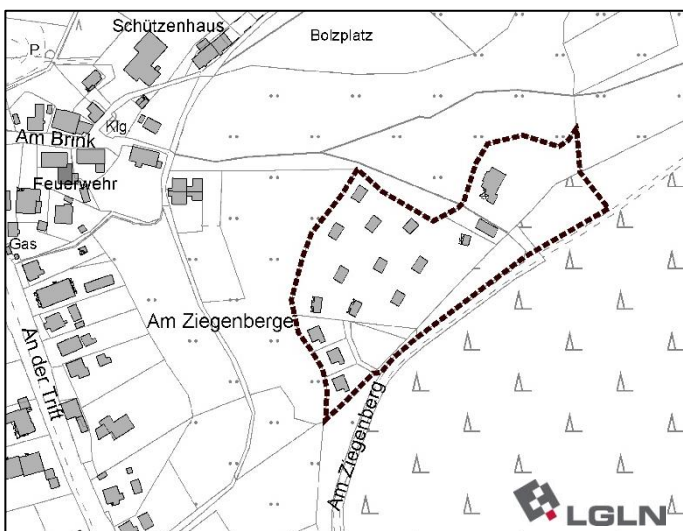 Schützenhaus
Bolzplatz
P
Klg.
Am Brink
Feuerwehr
Gas
Am Ziegenberge
An der Trift
Am Ziegenberg
LGLN